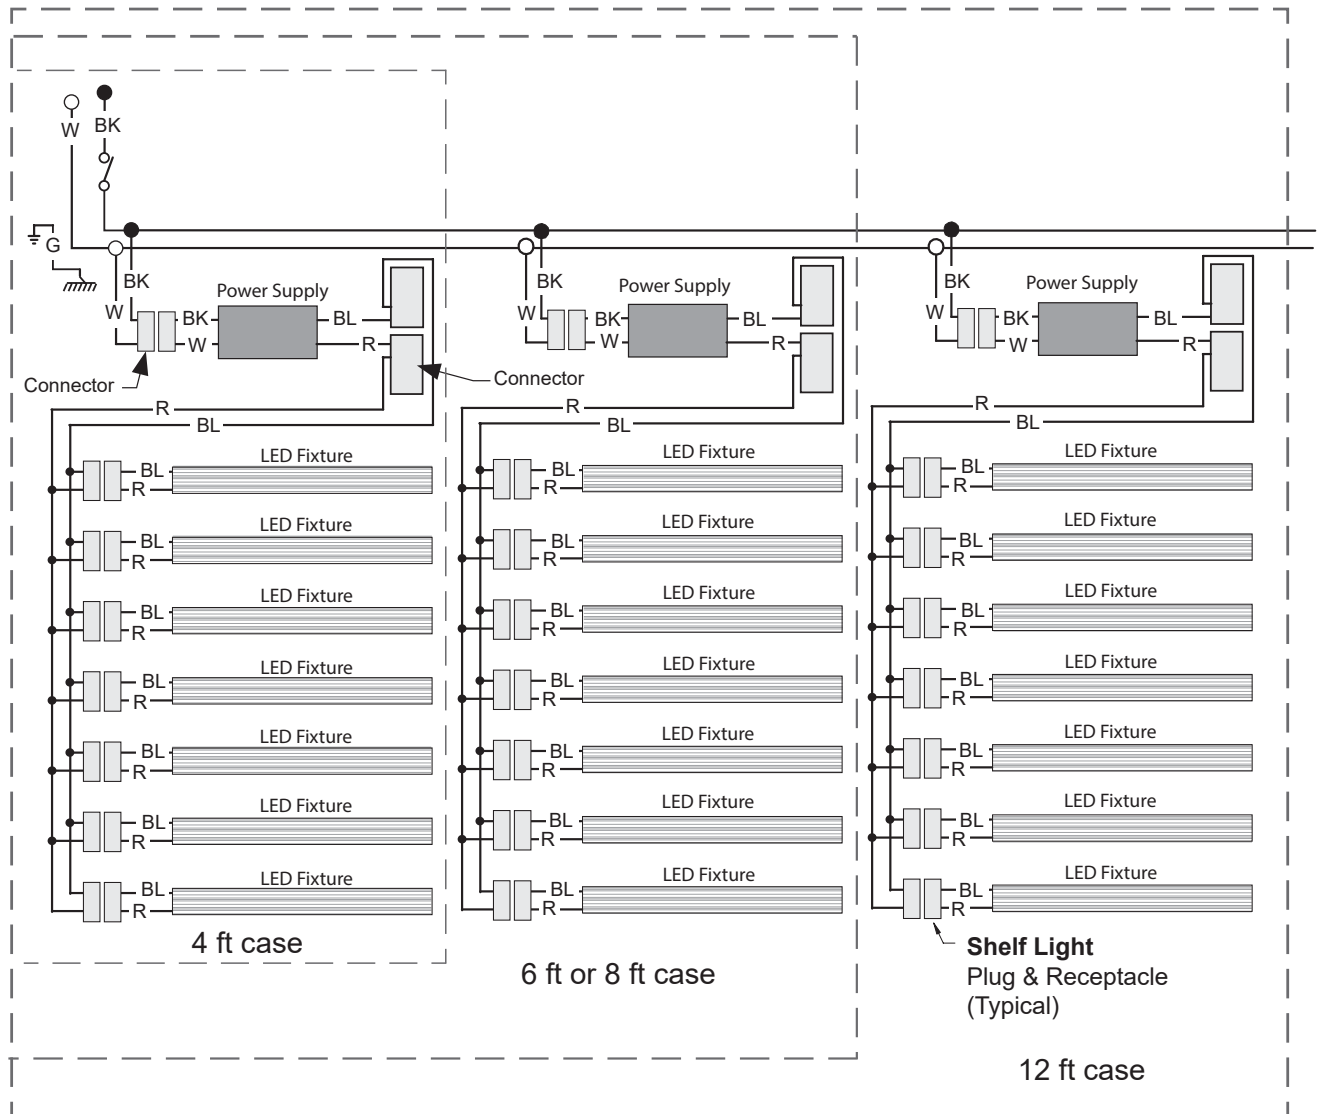 W
BK
G
BK
W
Power Supply
BK
W
BL
R
Connector
Connector
R
BL
BK
W
Power Supply
BK
W
BL
R
R
BL
BK
W
Power Supply
BK
W
BL
R
R
BL
LED Fixture
BL
R
LED Fixture
BL
R
LED Fixture
BL
R
LED Fixture
BL
R
LED Fixture
BL
R
LED Fixture
BL
R
LED Fixture
BL
R
4 ft case
LED Fixture
BL
R
LED Fixture
BL
R
LED Fixture
BL
R
LED Fixture
BL
R
LED Fixture
BL
R
LED Fixture
BL
R
LED Fixture
BL
R
6 ft or 8 ft case
LED Fixture
BL
R
LED Fixture
BL
R
LED Fixture
BL
R
LED Fixture
BL
R
LED Fixture
BL
R
LED Fixture
BL
R
LED Fixture
BL
R
Shelf Light
Plug & Receptacle
(Typical)
12 ft case